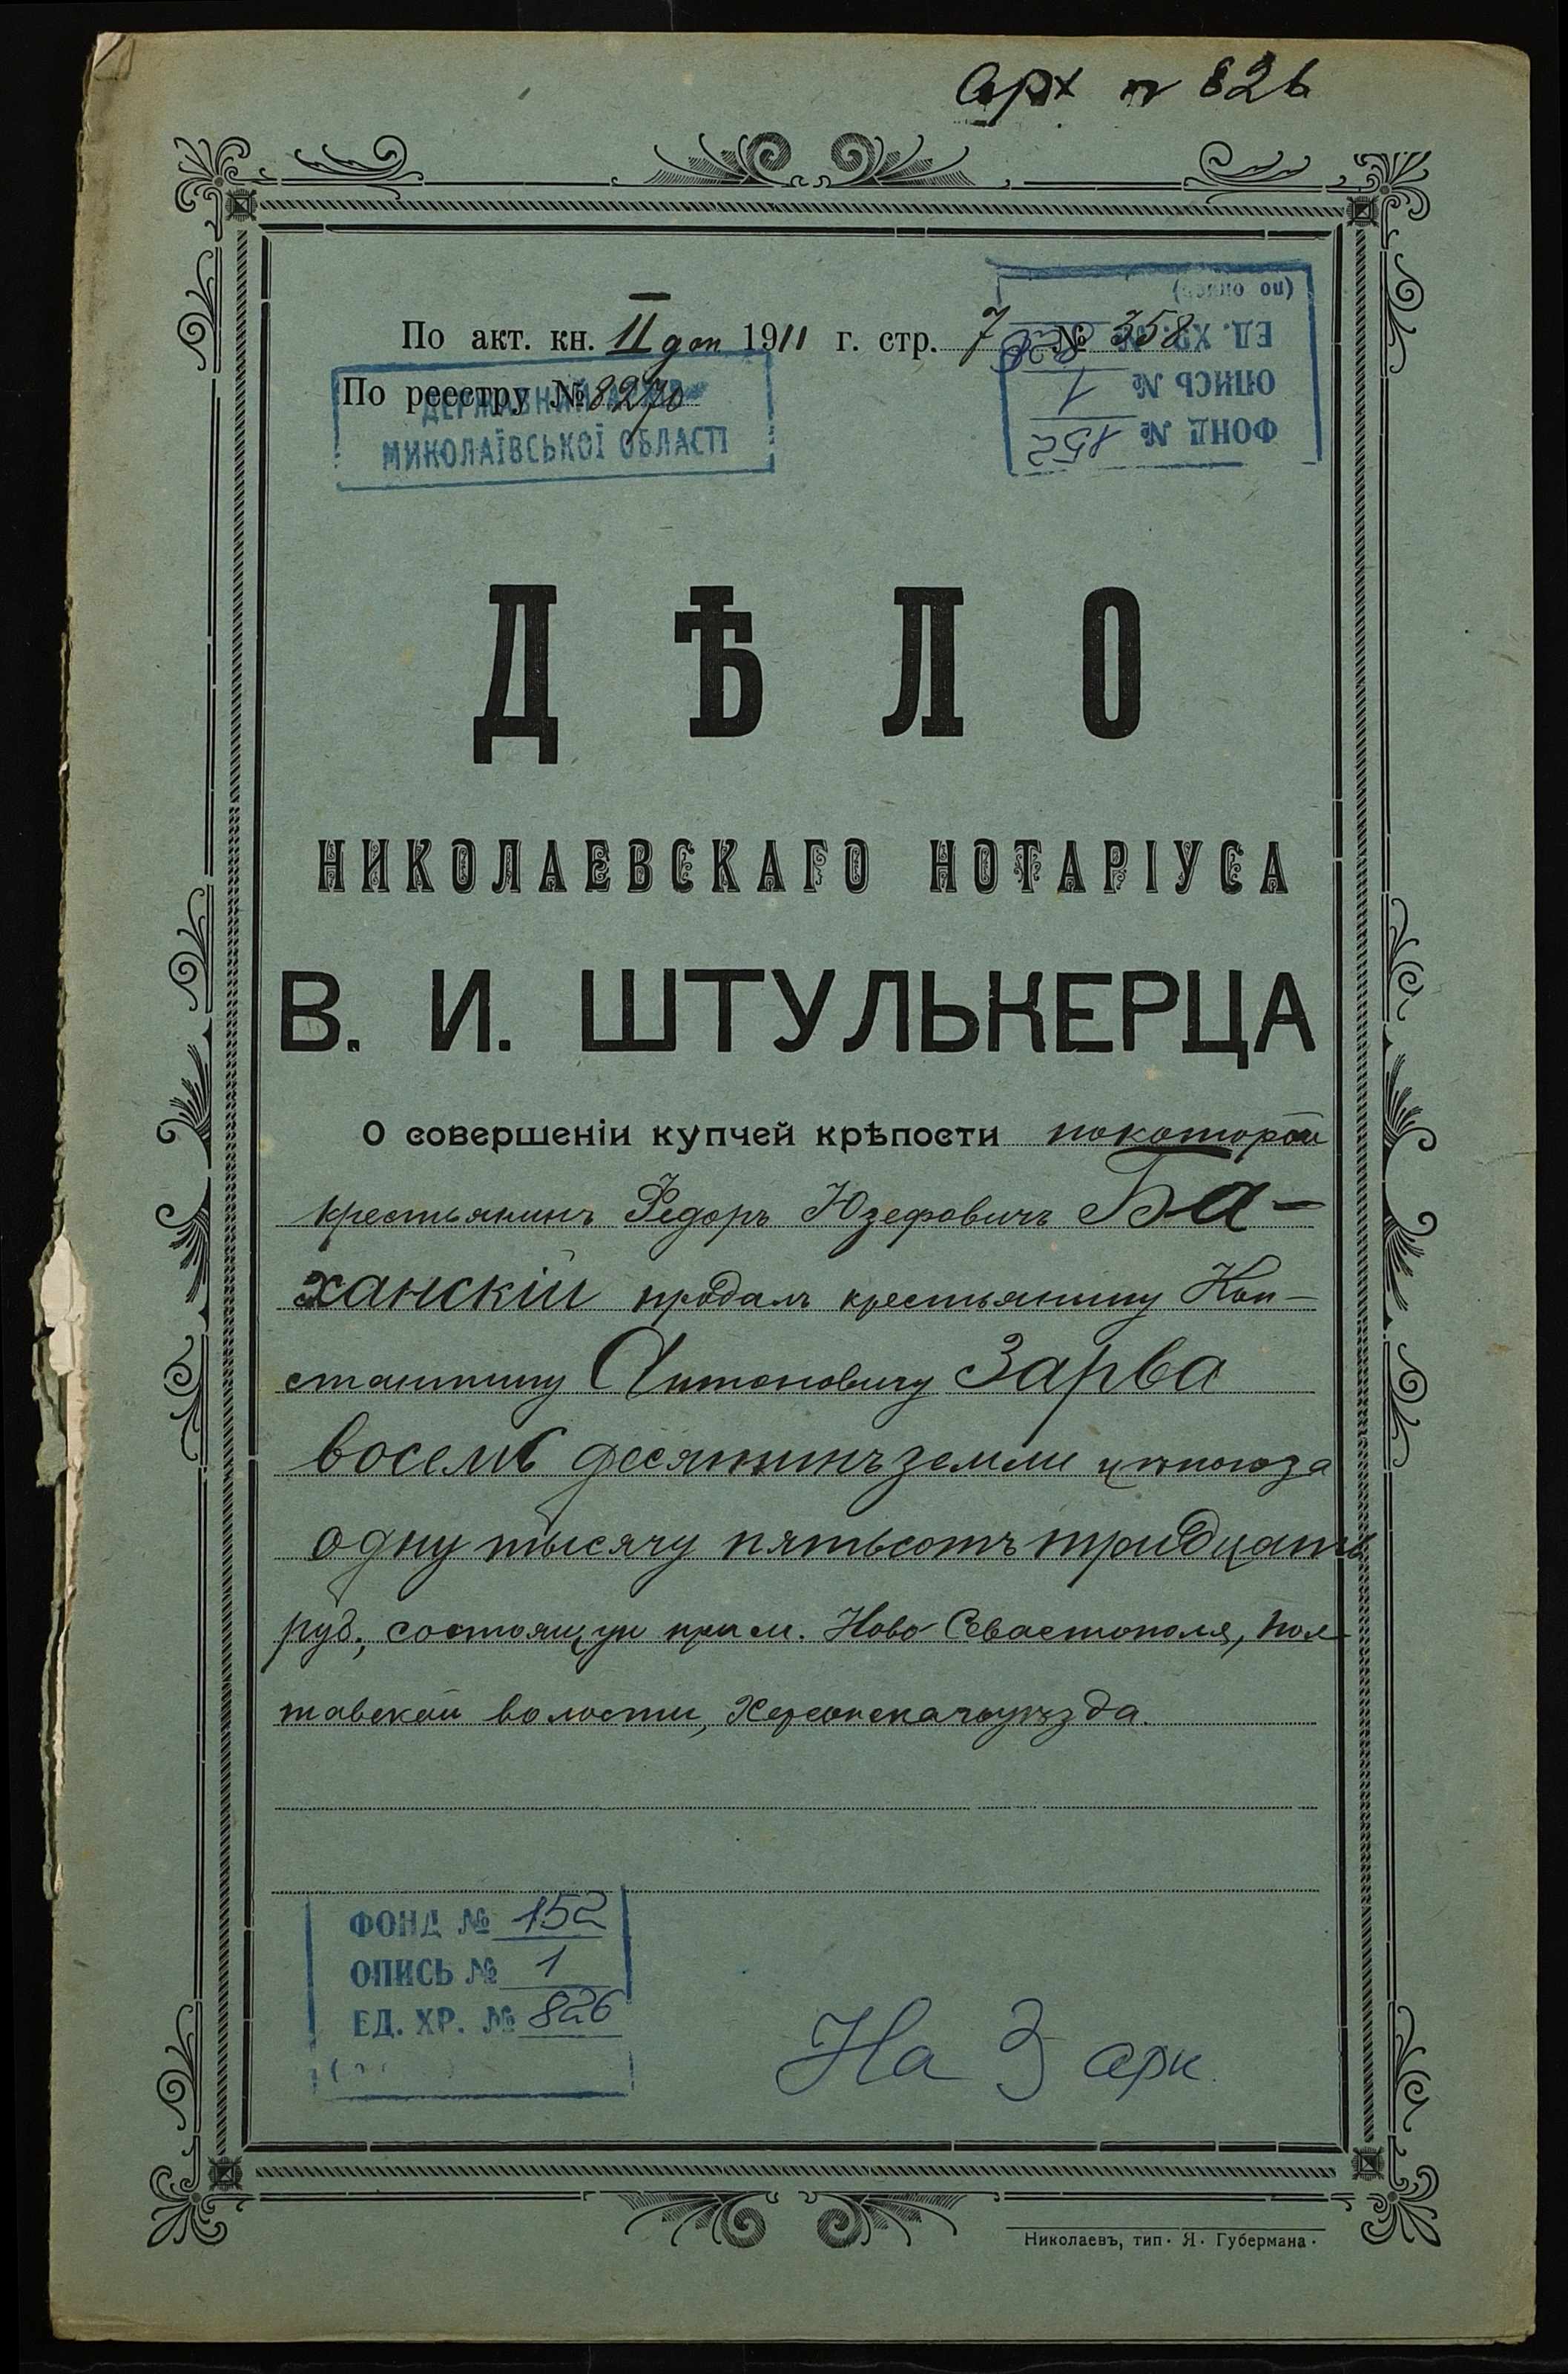 Арх № 826
По акт. кн. II доп 1911 г. стр. 7 № 358
По реестру № 8270
ДЕРЖАВНИЙ АРХІВ
МИКОЛАЇВСЬКОЇ ОБЛАСТІ
ФОНД № 152
ОПИСЬ № 1
ЕД. ХР. № 826
(по описи)
ДѢЛО
НИКОЛАЕВСКАГО НОТАРІУСА
В. И. ШТУЛЬКЕРЦА
О совершеніи купчей крѣпости покоторой
крестьянинъ Федоръ Юзефовичъ Ба-
ханскій продалъ крестьянину Кон-
стантину Антоновичу Зарва
восемь десятинъ земли цѣною за
одну тысячу пятьсотъ тридцать
руб., состоящую при м. Ново-Севастополя, Пол-
тавской волости, Херсонскаго уѣзда.
ФОНД № 152
ОПИСЬ № 1
ЕД. ХР. № 826
На 3 арк.
Николаевъ, тип. Я. Губермана.